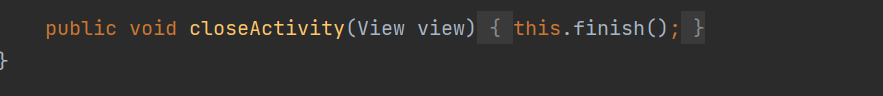 public void closeActivity(View view) { this.finish(); }
}